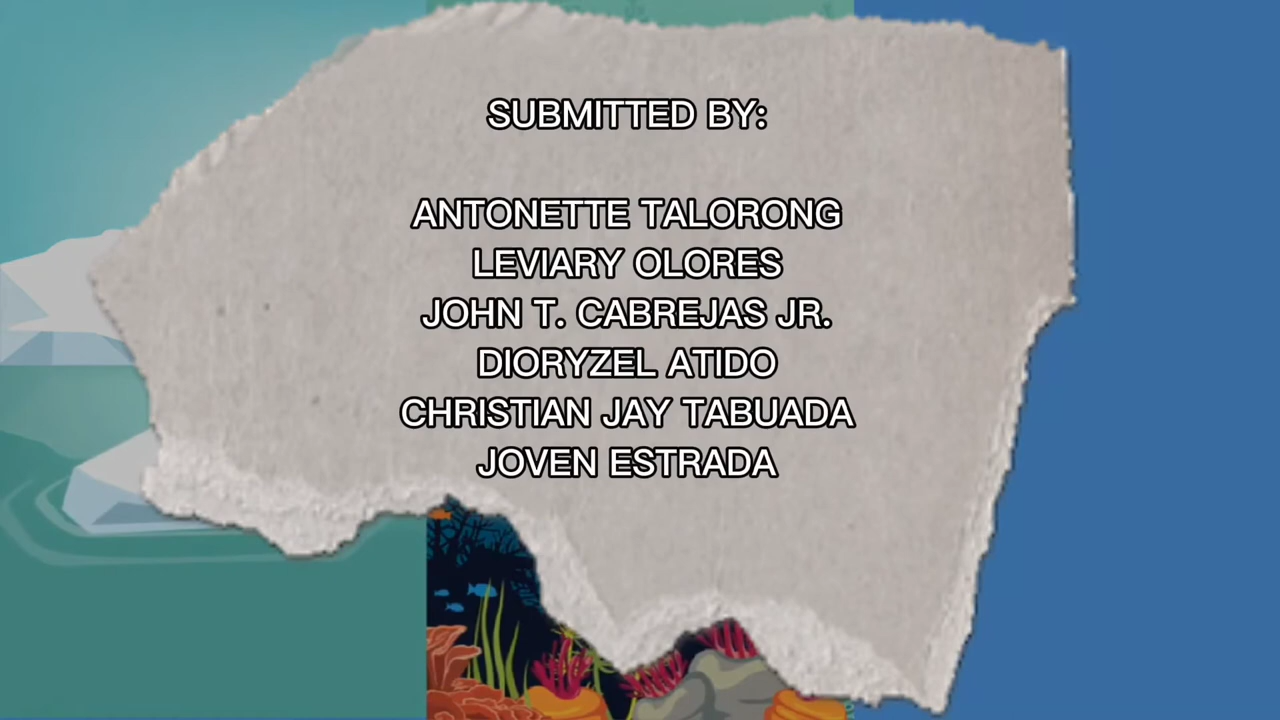 SUBMITTED BY:
ANTONETTE TALORONG
LEVIARY OLORES
JOHN T. CABREJAS JR.
DIORYZEL ATIDO
CHRISTIAN JAY TABUADA
JOVEN ESTRADA